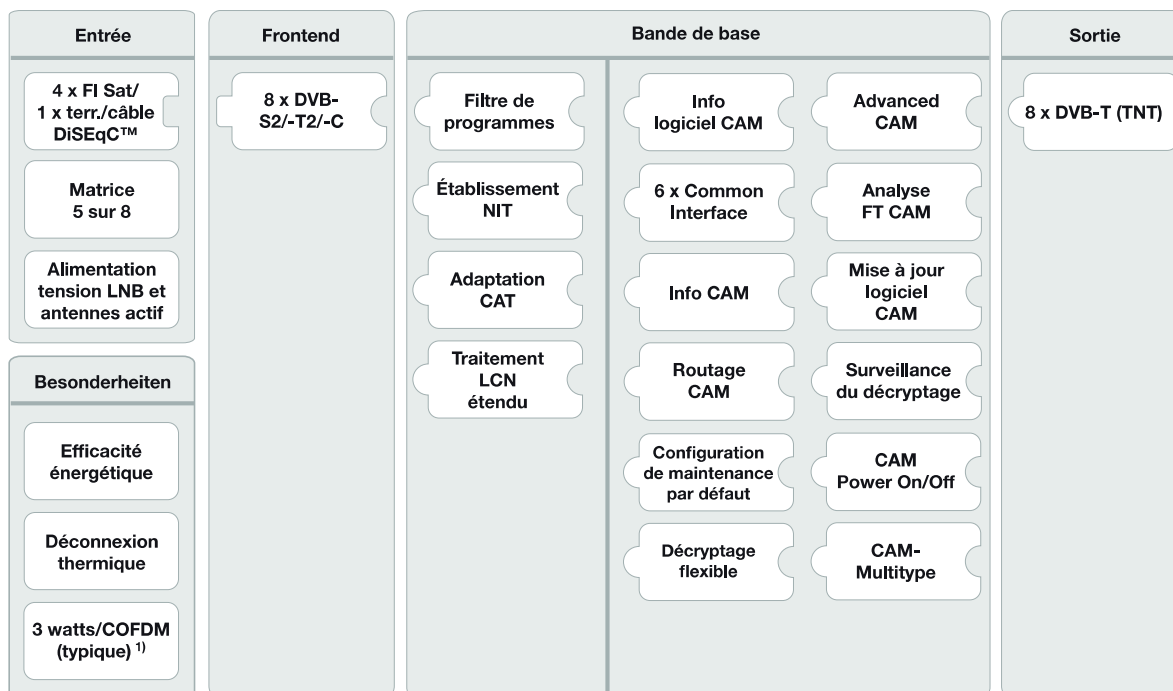 Entrée
4 x FI Sat/
1 x terr./câble
DiSEqC™
Matrice
5 sur 8
Alimentation
tension LNB et
antennes actif
Besonderheiten
Efficacité
énergétique
Déconnexion
thermique
3 watts/COFDM
(typique) 1)
Frontend
8 x DVB-
S2/-T2/-C
Bande de base
Filtre de
programmes
Établissement
NIT
Adaptation
CAT
Traitement
LCN
étendu
Info
logiciel CAM
6 x Common
Interface
Info CAM
Routage
CAM
Configuration
de maintenance
par défaut
Décryptage
flexible
Advanced
CAM
Analyse
FT CAM
Mise à jour
logiciel
CAM
Surveillance
du décryptage
CAM
Power On/Off
CAM-
Multitype
Sortie
8 x DVB-T (TNT)